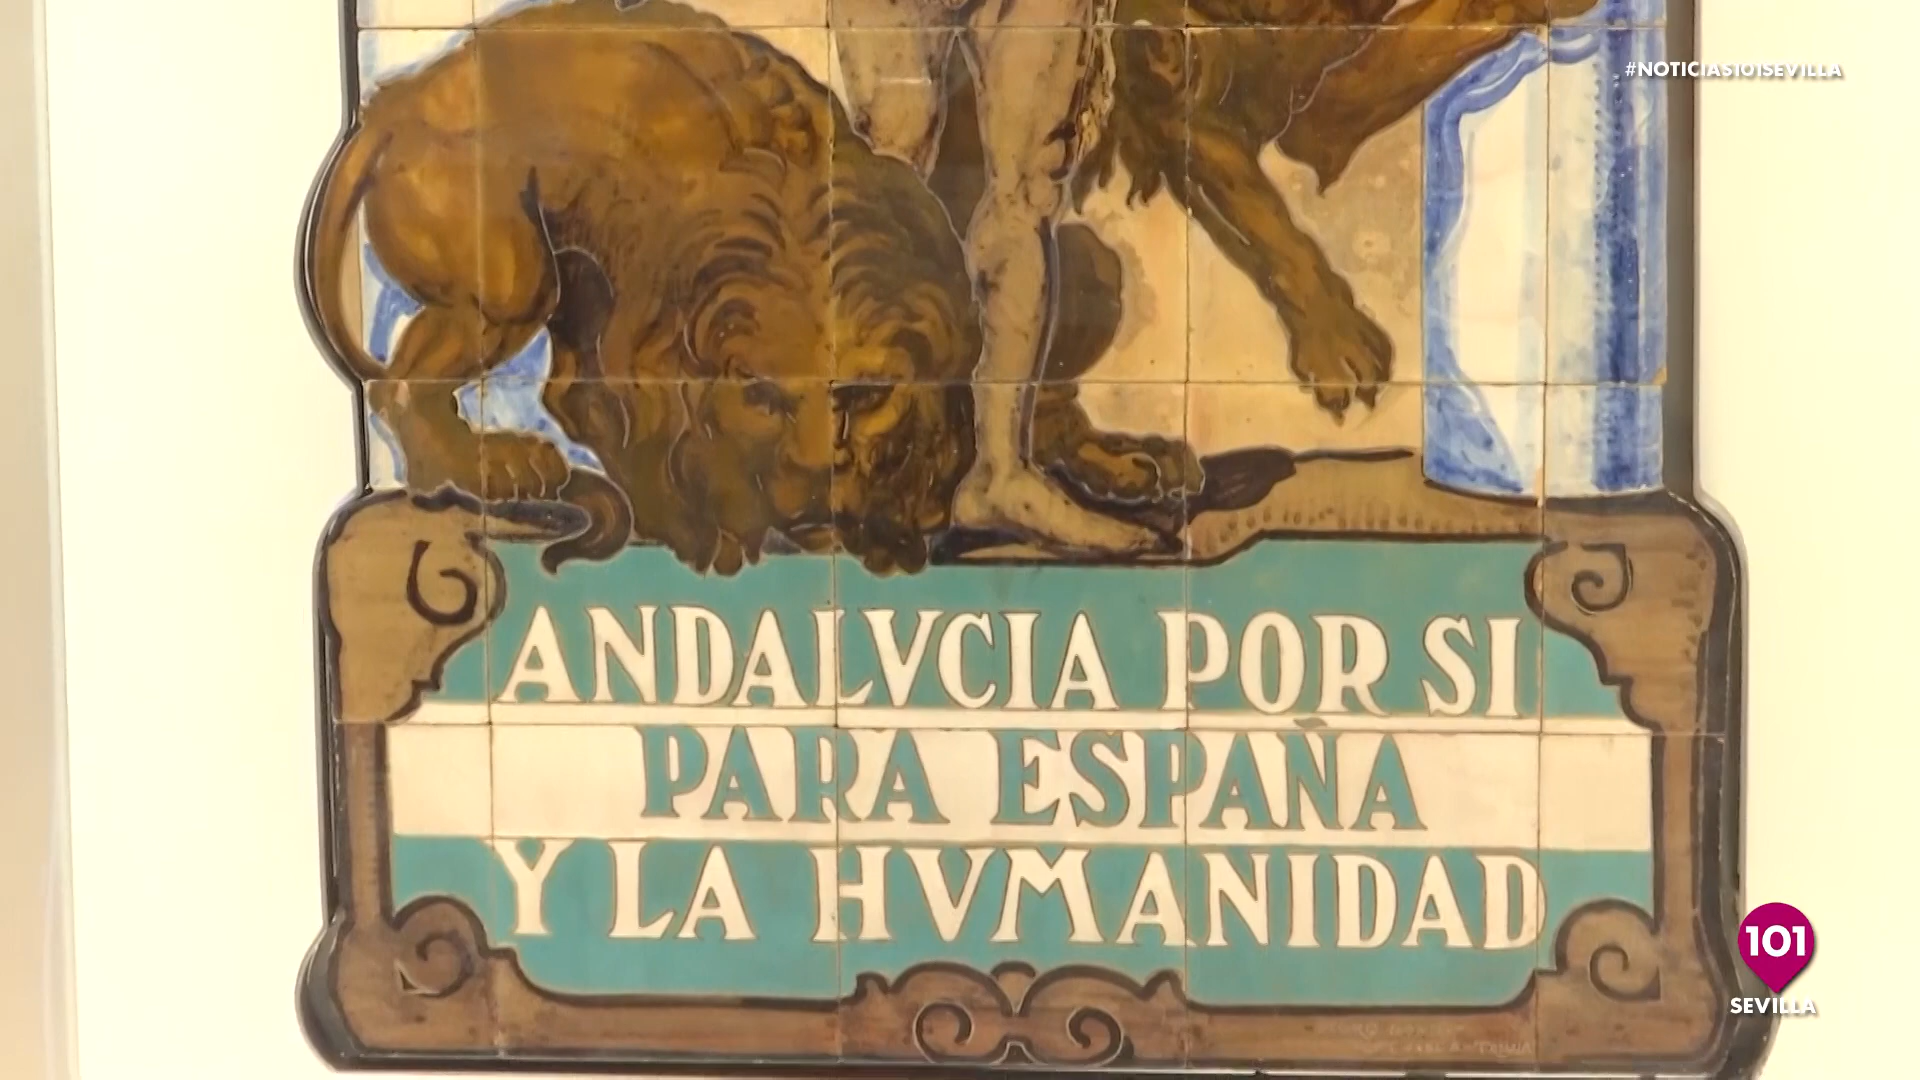 #NOTICIAS101SEVILLA
ANDALVCIA POR SI
PARA ESPAÑA
Y LA HVMANIDAD
101
SEVILLA